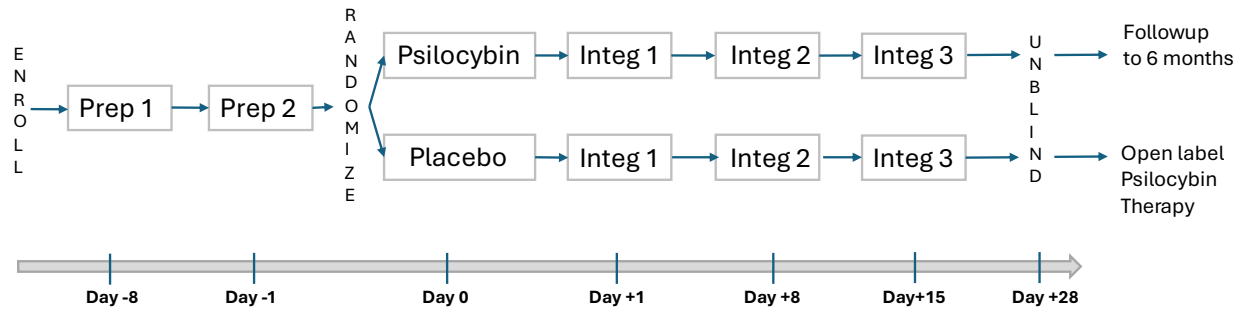 ENROLL
Prep 1
Prep 2
RANDOMIZE
Psilocybin
Integ 1
Integ 2
Integ 3
Placebo
Integ 1
Integ 2
Integ 3
UNBLIND
Followup
to 6 months
Open label
Psilocybin
Therapy
Day -8
Day -1
Day 0
Day +1
Day +8
Day+15
Day +28